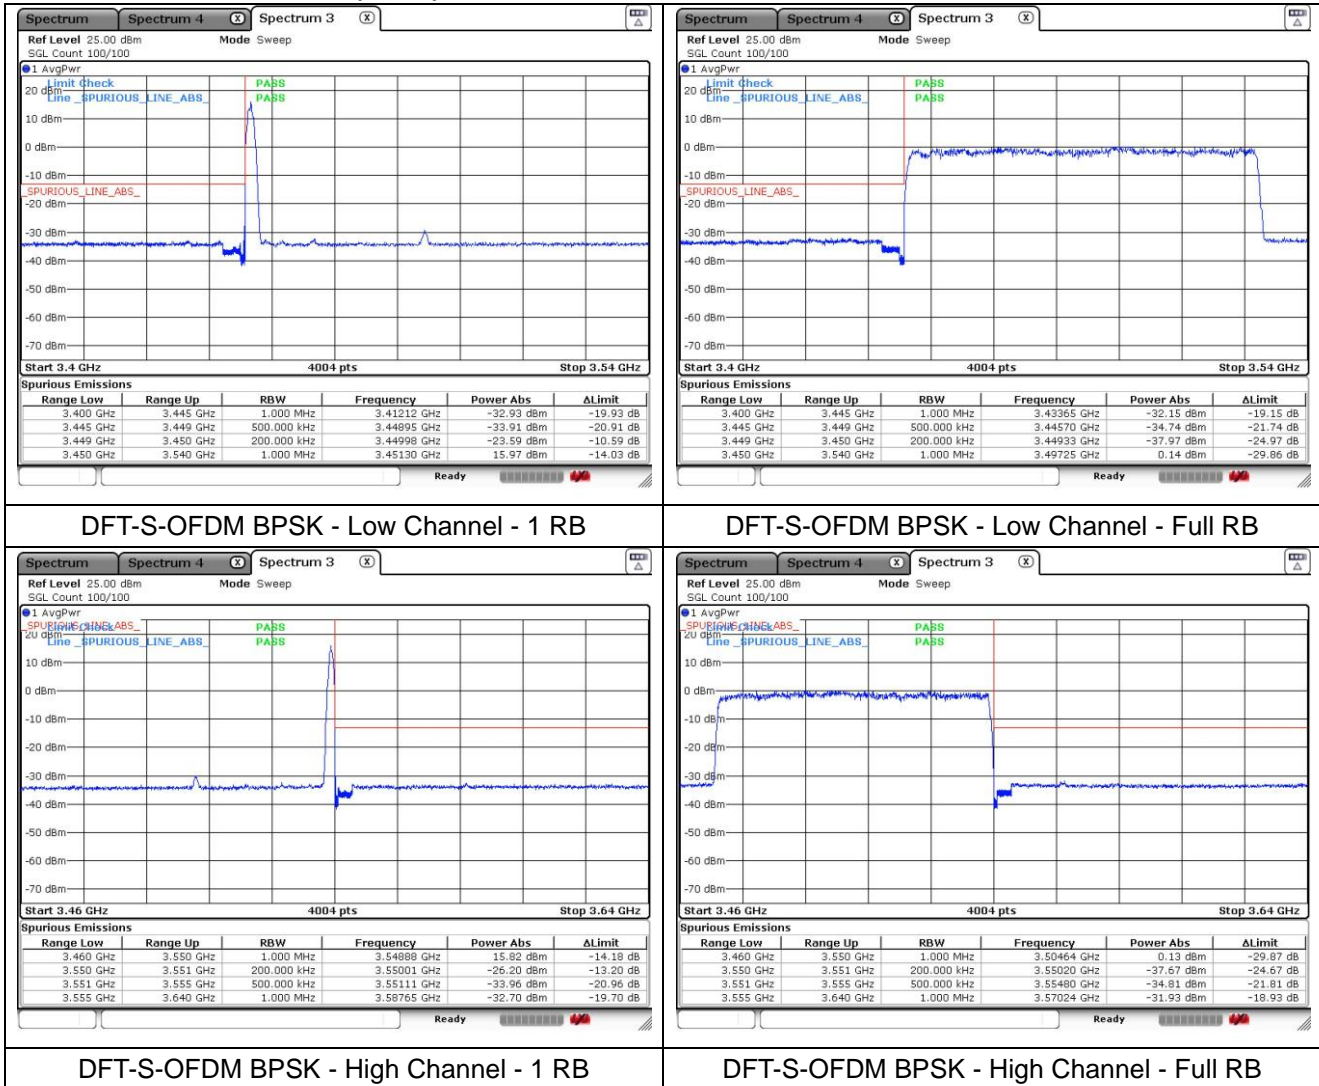 Spectrum Spectrum 4 X Spectrum 3 X
Ref Level 25.00 dBm Mode Sweep
SGL Count 100/100
1 AvgPwr
Limit Check PASS
20 dBm
Line _SPURIOUS_LINE_ABS_ PASS
10 dBm
0 dBm
-10 dBm
_SPURIOUS_LINE_ABS_
-20 dBm
-30 dBm
-40 dBm
-50 dBm
-60 dBm
-70 dBm
Start 3.4 GHz 4004 pts Stop 3.54 GHz
Spurious Emissions
Range Low Range Up RBW Frequency Power Abs ΔLimit
3.400 GHz 3.445 GHz 1.000 MHz 3.41212 GHz -32.93 dBm -19.93 dB
3.445 GHz 3.449 GHz 500.000 kHz 3.44895 GHz -33.91 dBm -20.91 dB
3.449 GHz 3.450 GHz 200.000 kHz 3.44998 GHz -23.59 dBm -10.59 dB
3.450 GHz 3.540 GHz 1.000 MHz 3.45130 GHz 15.97 dBm -14.03 dB
Ready
DFT-S-OFDM BPSK - Low Channel - 1 RB
Spectrum Spectrum 4 X Spectrum 3 X
Ref Level 25.00 dBm Mode Sweep
SGL Count 100/100
1 AvgPwr
Limit Check PASS
20 dBm
Line _SPURIOUS_LINE_ABS_ PASS
10 dBm
0 dBm
-10 dBm
_SPURIOUS_LINE_ABS_
-20 dBm
-30 dBm
-40 dBm
-50 dBm
-60 dBm
-70 dBm
Start 3.4 GHz 4004 pts Stop 3.54 GHz
Spurious Emissions
Range Low Range Up RBW Frequency Power Abs ΔLimit
3.400 GHz 3.445 GHz 1.000 MHz 3.43365 GHz -32.15 dBm -19.15 dB
3.445 GHz 3.449 GHz 500.000 kHz 3.44570 GHz -34.74 dBm -21.74 dB
3.449 GHz 3.450 GHz 200.000 kHz 3.44933 GHz -37.97 dBm -24.97 dB
3.450 GHz 3.540 GHz 1.000 MHz 3.49725 GHz 0.14 dBm -29.86 dB
Ready
DFT-S-OFDM BPSK - Low Channel - Full RB
Spectrum Spectrum 4 X Spectrum 3 X
Ref Level 25.00 dBm Mode Sweep
SGL Count 100/100
1 AvgPwr
_SPURIOUS_LINE_ABS_
Limit Check PASS
20 dBm
Line _SPURIOUS_LINE_ABS_ PASS
10 dBm
0 dBm
-10 dBm
-20 dBm
-30 dBm
-40 dBm
-50 dBm
-60 dBm
-70 dBm
Start 3.46 GHz 4004 pts Stop 3.64 GHz
Spurious Emissions
Range Low Range Up RBW Frequency Power Abs ΔLimit
3.460 GHz 3.550 GHz 1.000 MHz 3.54888 GHz 15.82 dBm -14.18 dB
3.550 GHz 3.551 GHz 200.000 kHz 3.55001 GHz -26.20 dBm -13.20 dB
3.551 GHz 3.555 GHz 500.000 kHz 3.55111 GHz -33.96 dBm -20.96 dB
3.555 GHz 3.640 GHz 1.000 MHz 3.58765 GHz -32.70 dBm -19.70 dB
Ready
DFT-S-OFDM BPSK - High Channel - 1 RB
Spectrum Spectrum 4 X Spectrum 3 X
Ref Level 25.00 dBm Mode Sweep
SGL Count 100/100
1 AvgPwr
_SPURIOUS_LINE_ABS_
Limit Check PASS
20 dBm
Line _SPURIOUS_LINE_ABS_ PASS
10 dBm
0 dBm
-10 dBm
-20 dBm
-30 dBm
-40 dBm
-50 dBm
-60 dBm
-70 dBm
Start 3.46 GHz 4004 pts Stop 3.64 GHz
Spurious Emissions
Range Low Range Up RBW Frequency Power Abs ΔLimit
3.460 GHz 3.550 GHz 1.000 MHz 3.50464 GHz 0.13 dBm -29.87 dB
3.550 GHz 3.551 GHz 200.000 kHz 3.55020 GHz -37.67 dBm -24.67 dB
3.551 GHz 3.555 GHz 500.000 kHz 3.55480 GHz -34.81 dBm -21.81 dB
3.555 GHz 3.640 GHz 1.000 MHz 3.57024 GHz -31.93 dBm -18.93 dB
Ready
DFT-S-OFDM BPSK - High Channel - Full RB